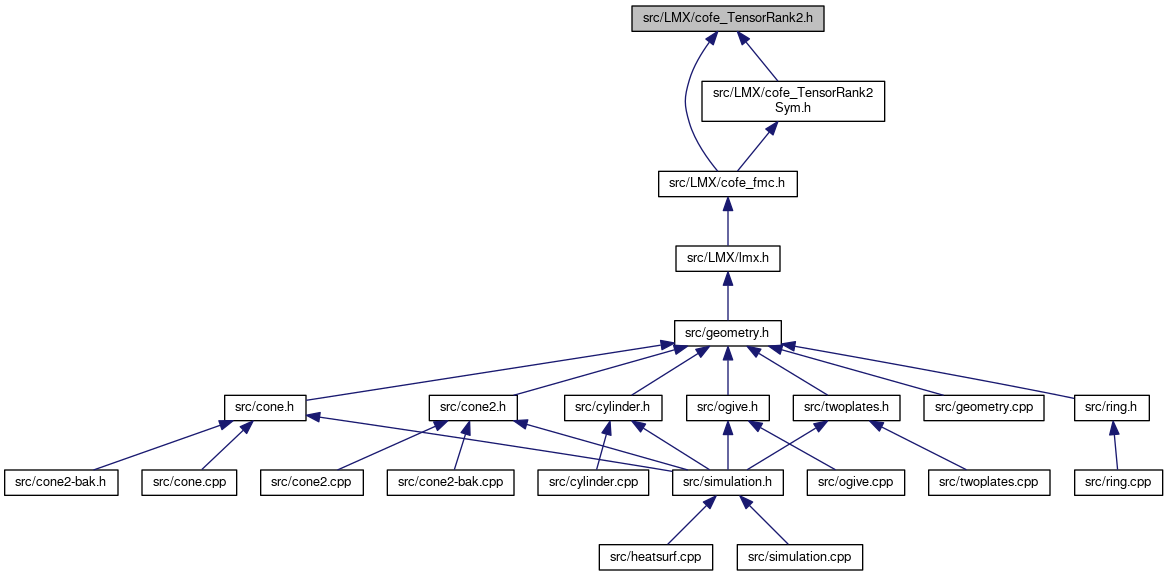 src/LMX/cofe_TensorRank2.h
src/LMX/cofe_TensorRank2
Sym.h
src/LMX/cofe_fmc.h
src/LMX/lmx.h
src/geometry.h
src/cone.h
src/cone2.h
src/cylinder.h
src/ogive.h
src/twoplates.h
src/geometry.cpp
src/ring.h
src/cone2-bak.h
src/cone.cpp
src/cone2.cpp
src/cone2-bak.cpp
src/cylinder.cpp
src/simulation.h
src/ogive.cpp
src/twoplates.cpp
src/ring.cpp
src/heatsurf.cpp
src/simulation.cpp